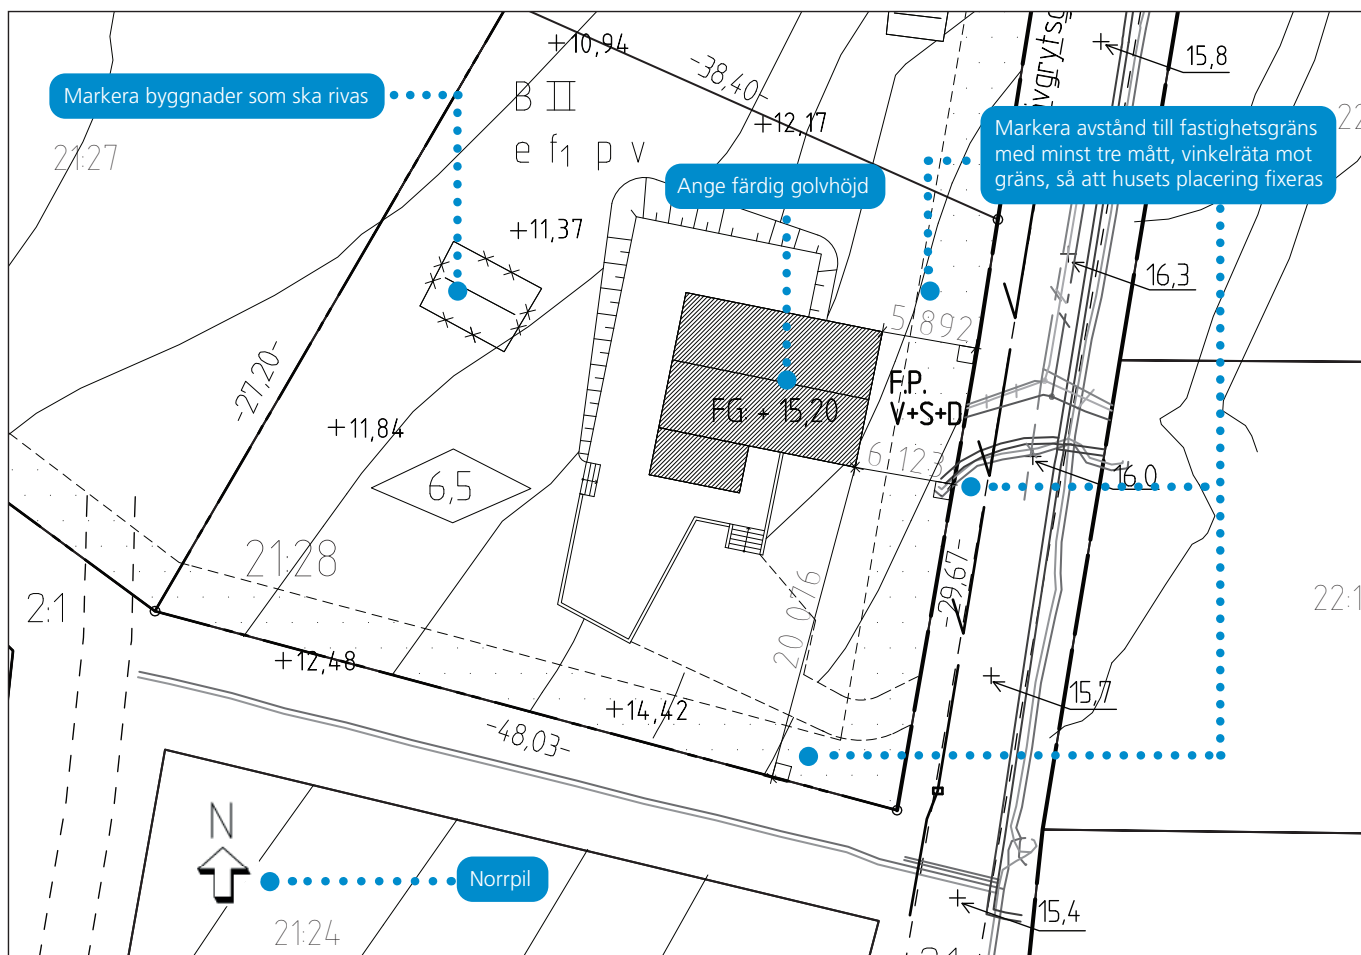 +10,94
-38,40-
15,8
Markera byggnader som ska rivas
B II
+12,17
Markera avstånd till fastighetsgräns
med minst tre mått, vinkelräta mot
gräns, så att husets placering fixeras
21:27
e f1 p v
Ange färdig golvhöjd
+11,37
16,3
5 892
-27,20-
F.P.
V+S+D
FG + 15,20
+11,84
6 123
6,5
16,0
21:28
-29,67-
2:1
22:1
20 076
+12,48
15,7
+14,42
-48,03-
N
Norrpil
15,4
21:24